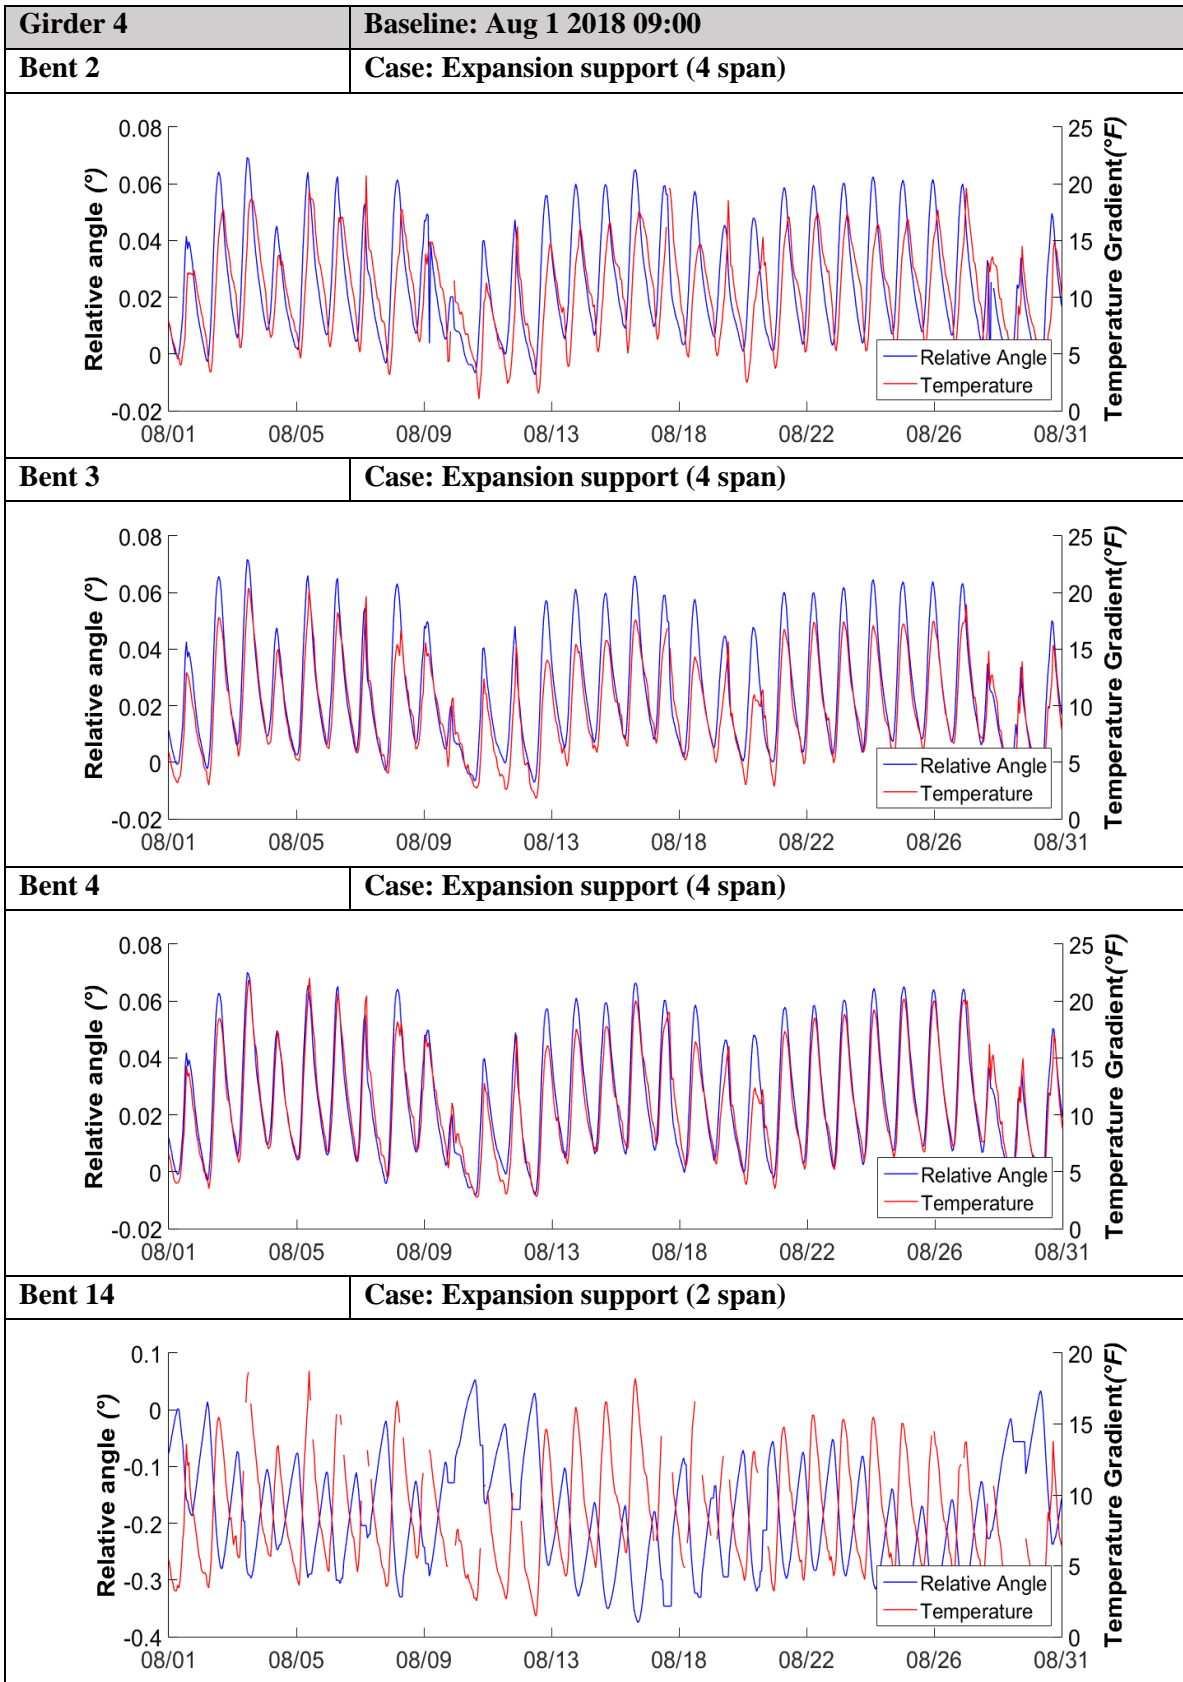 Girder 4 Baseline: Aug 1 2018 09:00
Bent 2 Case: Expansion support (4 span)
Relative angle (°)
0.08
0.06
0.04
0.02
0
-0.02
25
20
15
10
5
0
Temperature Gradient(°F)
Relative Angle
Temperature
08/01 08/05 08/09 08/13 08/18 08/22 08/26 08/31
Bent 3 Case: Expansion support (4 span)
Relative angle (°)
0.08
0.06
0.04
0.02
0
-0.02
25
20
15
10
5
0
Temperature Gradient(°F)
Relative Angle
Temperature
08/01 08/05 08/09 08/13 08/18 08/22 08/26 08/31
Bent 4 Case: Expansion support (4 span)
Relative angle (°)
0.08
0.06
0.04
0.02
0
-0.02
25
20
15
10
5
0
Temperature Gradient(°F)
Relative Angle
Temperature
08/01 08/05 08/09 08/13 08/18 08/22 08/26 08/31
Bent 14 Case: Expansion support (2 span)
Relative angle (°)
0.1
0
-0.1
-0.2
-0.3
-0.4
20
15
10
5
0
Temperature Gradient(°F)
Relative Angle
Temperature
08/01 08/05 08/09 08/13 08/18 08/22 08/26 08/31